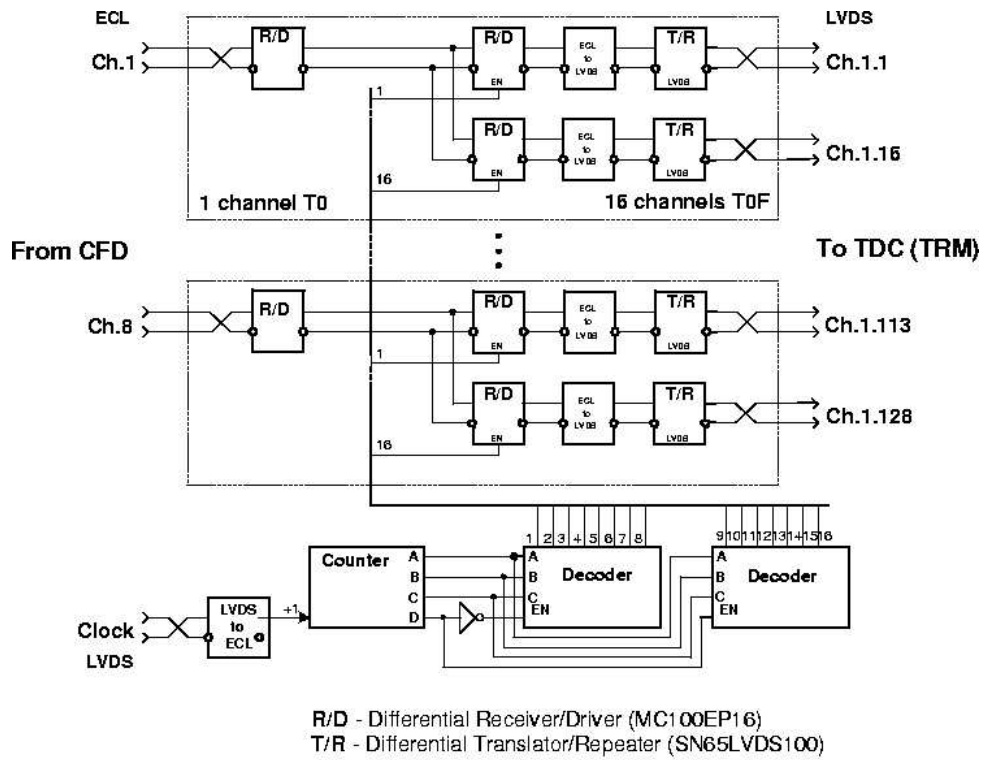 ECL
LVDS
Ch.1
R/D
R/D
ECL
to
LVDS
T/R
LVDS
Ch.1.1
EN
1
R/D
ECL
to
LVDS
T/R
LVDS
Ch.1.16
EN
16
1 channel T0
16 channels T0F
From CFD
To TDC (TRM)
Ch.8
R/D
R/D
ECL
to
LVDS
T/R
LVDS
Ch.1.113
EN
1
R/D
ECL
to
LVDS
T/R
LVDS
Ch.1.128
EN
16
1 2 3 4 5 6 7 8
9 10 11 12 13 14 15 16
Counter
A
B
C
D
A
B
C
EN
Decoder
A
B
C
EN
Decoder
Clock
LVDS
LVDS
to
ECL
+1
R/D - Differential Receiver/Driver (MC100EP16)
T/R - Differential Translator/Repeater (SN65LVDS100)